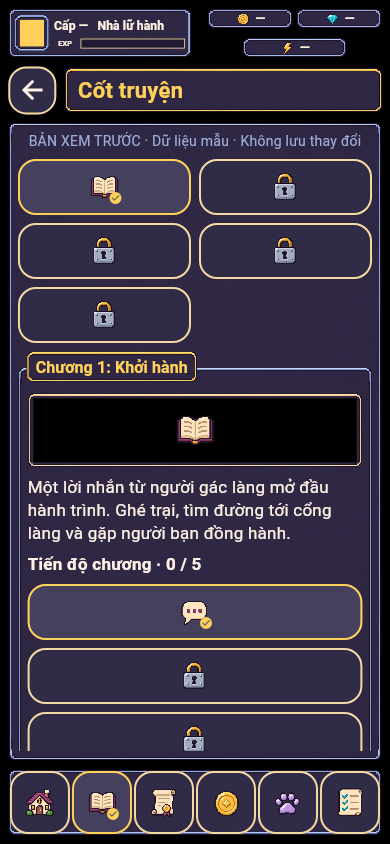 Cấp — Nhà lữ hành
EXP
—
—
—
Cốt truyện
BẢN XEM TRƯỚC · Dữ liệu mẫu · Không lưu thay đổi
Chương 1: Khởi hành
Một lời nhắn từ người gác làng mở đầu
hành trình. Ghé trại, tìm đường tới cổng
làng và gặp người bạn đồng hành.
Tiến độ chương · 0 / 5